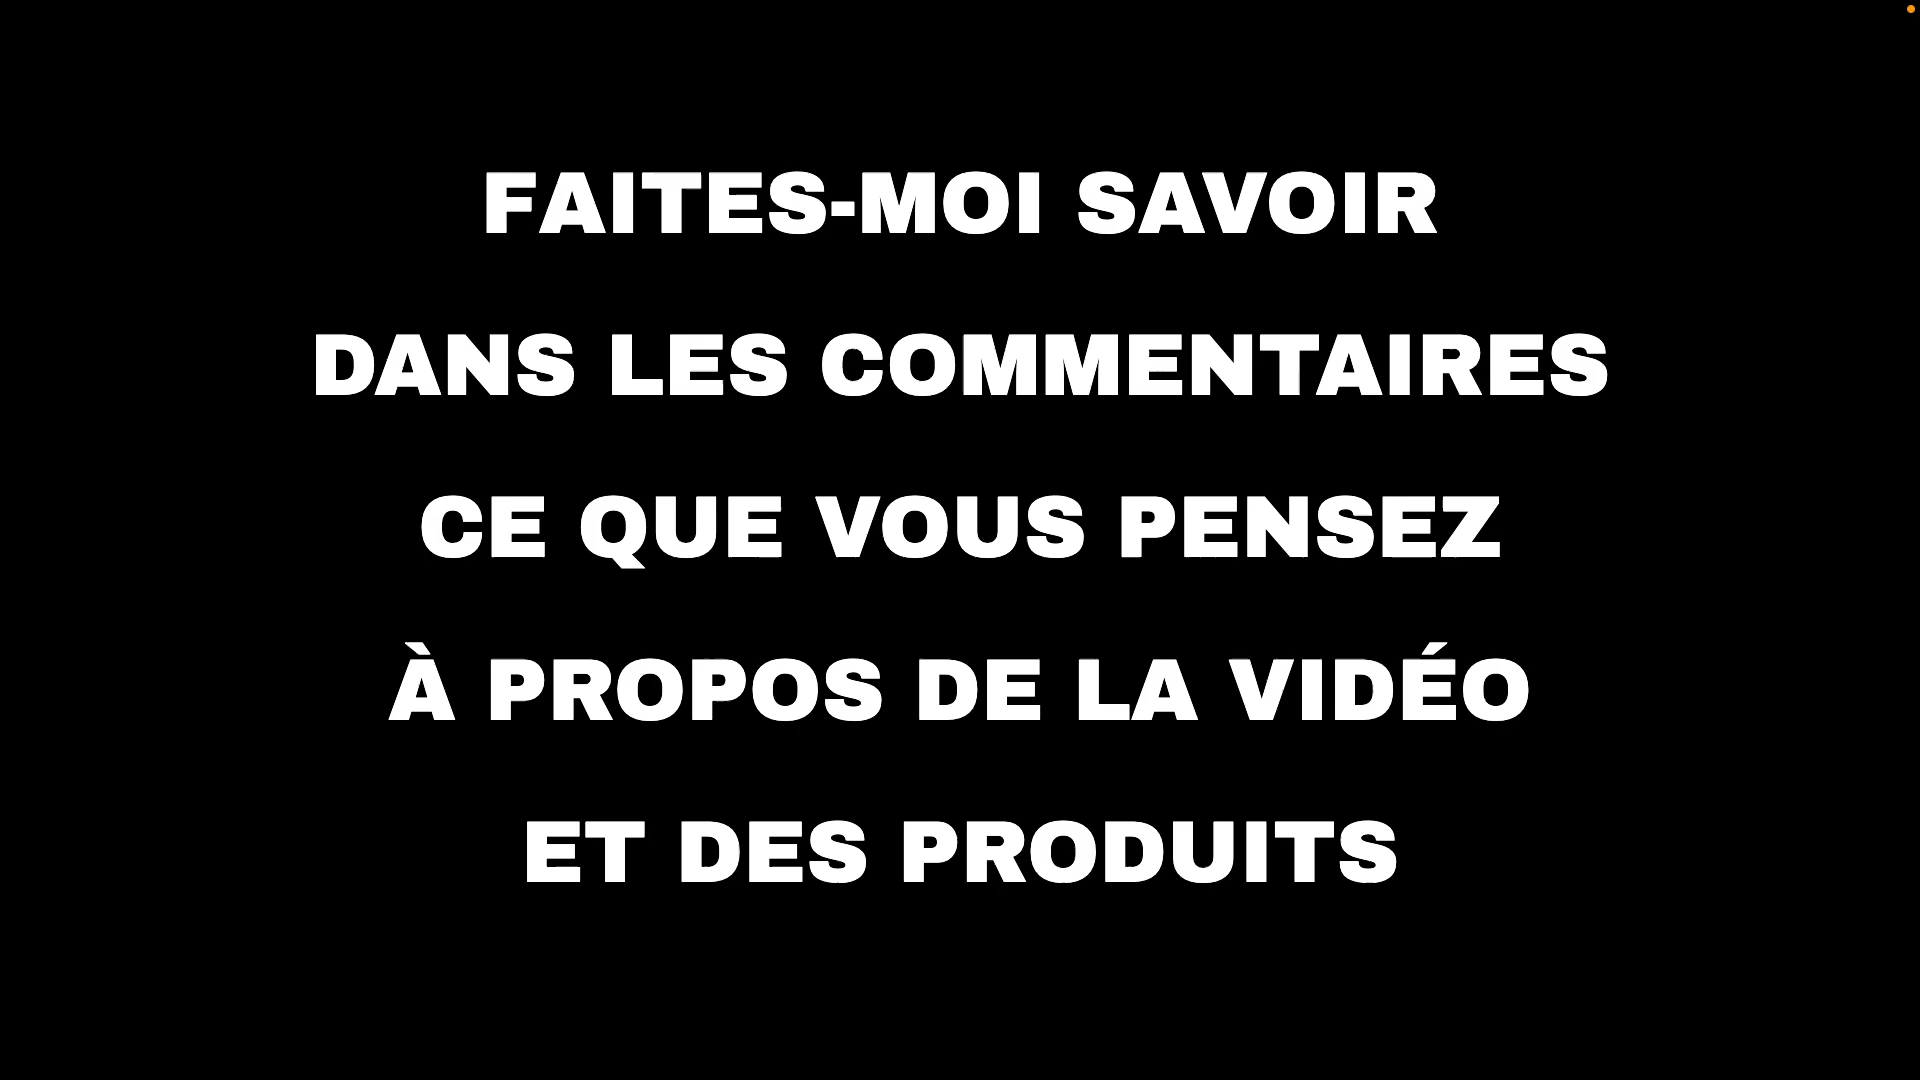 FAITES-MOI SAVOIR
DANS LES COMMENTAIRES
CE QUE VOUS PENSEZ
À PROPOS DE LA VIDÉO
ET DES PRODUITS